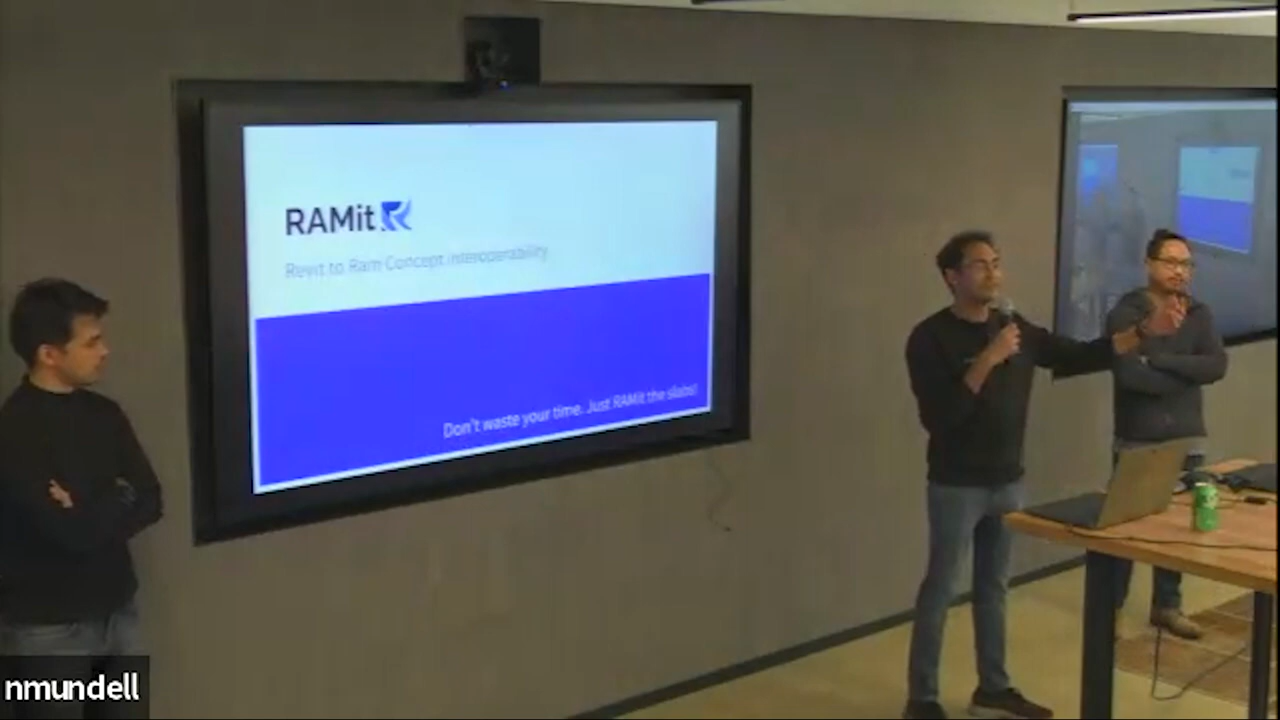 RAMit
Revit to Ram Concept interoperability
Don't waste your time. Just RAMit the slabs!
nmundell